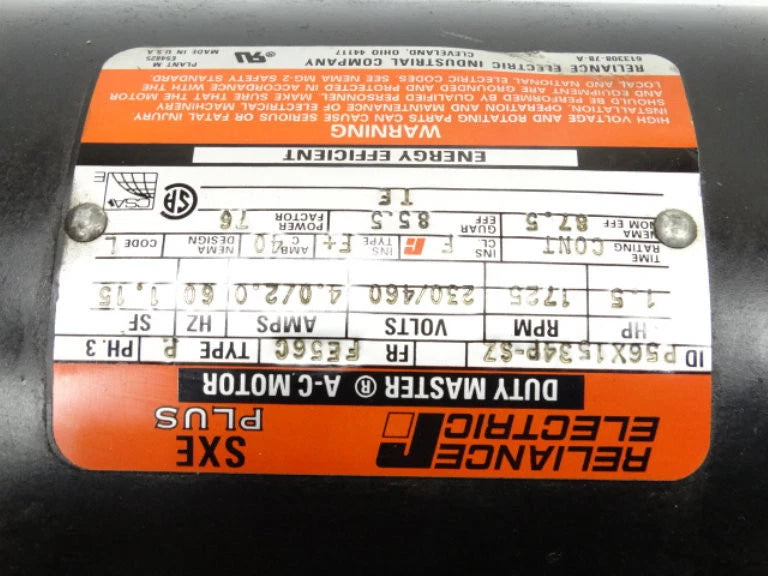 RELIANCE
ELECTRIC
SXE
PLUS
DUTY MASTER ® A-C. MOTOR
ID P56X1534P-SZ FR FE56C TYPE P PH.3
HP RPM VOLTS AMPS HZ SF
1.5 1725 230/460 4.0/2.0 60 1.15
TIME RATING CONT INS. CL. F INS TYPE E+ AMB/°C 40 NEMA DESIGN CODE L
NEMA NOM EFF 87.5 GUAR EFF 85.5 POWER FACTOR 76
SA CSA E
ENERGY EFFICIENT
WARNING
HIGH VOLTAGE AND ROTATING PARTS CAN CAUSE SERIOUS OR FATAL INJURY
INSTALLATION, OPERATION, AND MAINTENANCE OF ELECTRICAL MACHINERY
SHOULD BE PERFORMED BY QUALIFIED PERSONNEL. MAKE SURE THAT THE MOTOR
AND EQUIPMENT ARE GROUNDED AND PROTECTED IN ACCORDANCE WITH THE
LOCAL AND NATIONAL ELECTRIC CODES. SEE NEMA MG-2 SAFETY STANDARD.
RELIANCE ELECTRIC INDUSTRIAL COMPANY
613308-78-A CLEVELAND, OHIO 44117
PLANT M
E54825
MADE IN U.S.A